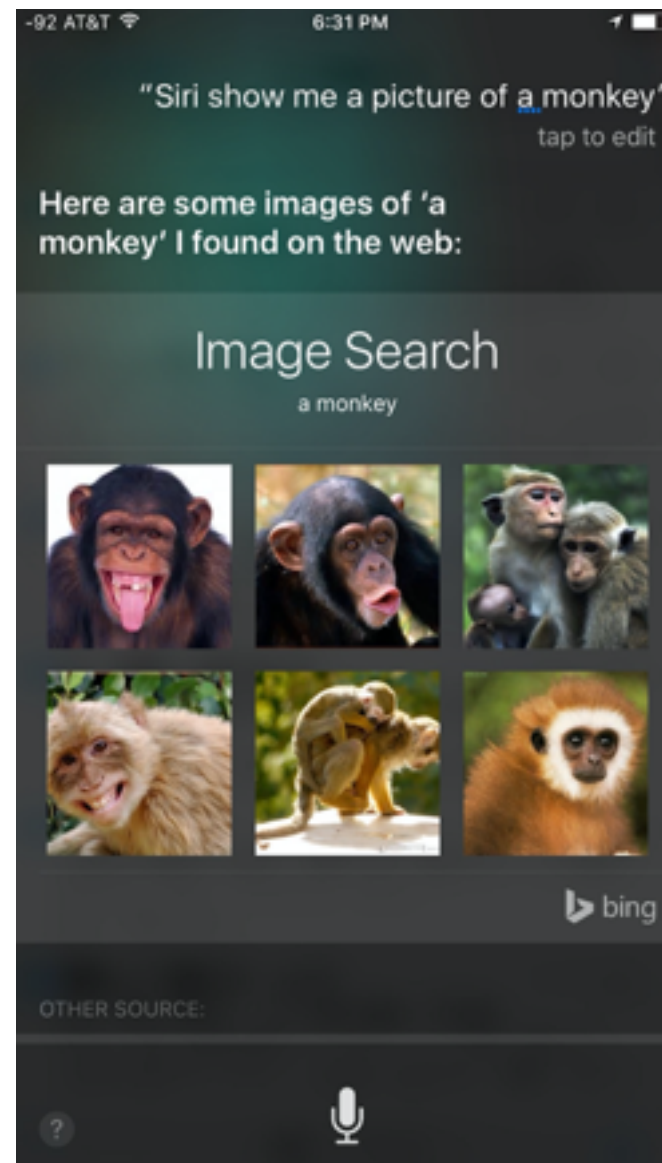 -92 AT&T 6:31 PM
“Siri show me a picture of a monkey”
tap to edit
Here are some images of ‘a
monkey’ I found on the web:
Image Search
a monkey
bing
OTHER SOURCE:
?